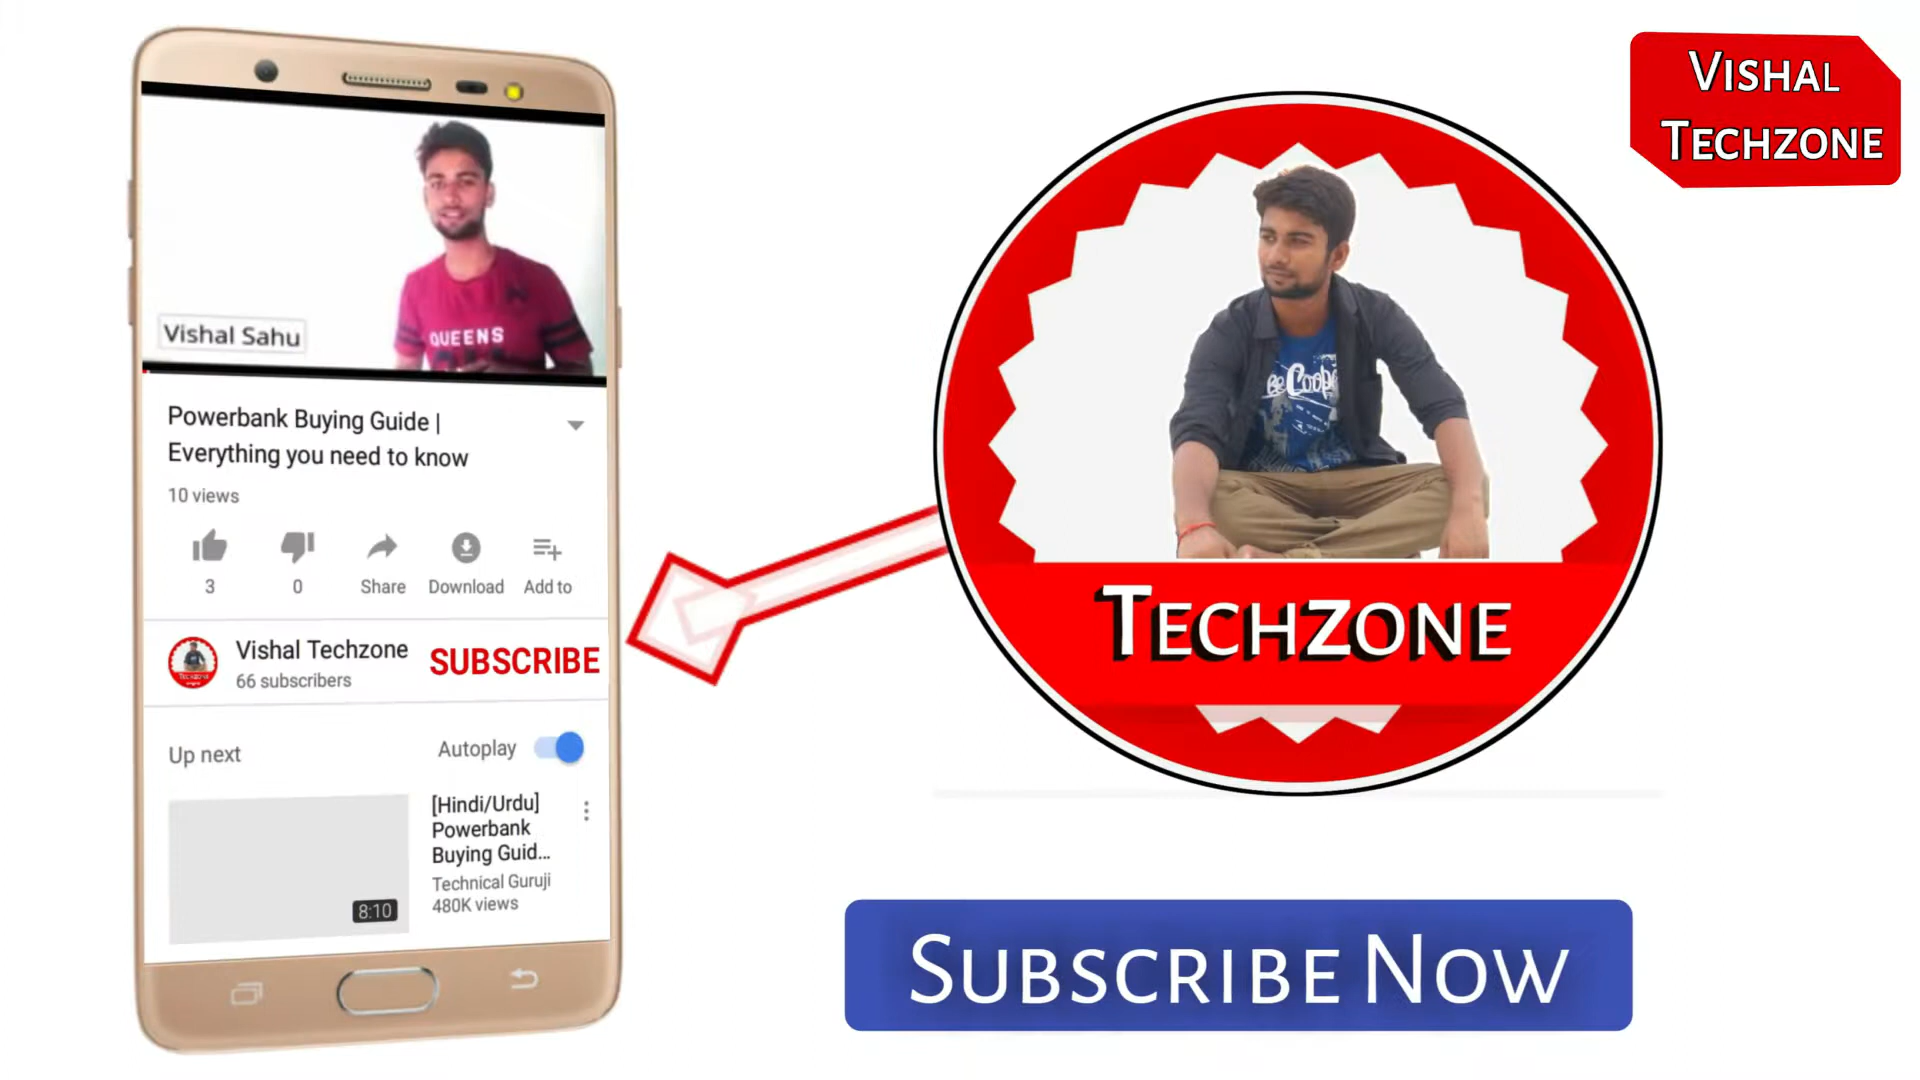 Vishal Sahu
QUEENS
Powerbank Buying Guide |
Everything you need to know
10 views
3
0
Share
Download
Add to
Vishal Techzone
66 subscribers
SUBSCRIBE
Up next
Autoplay
8:10
[Hindi/Urdu]
Powerbank
Buying Guid...
Technical Guruji
480K views
VISHAL
TECHZONE
BE COOPE
TECHZONE
SUBSCRIBE NOW